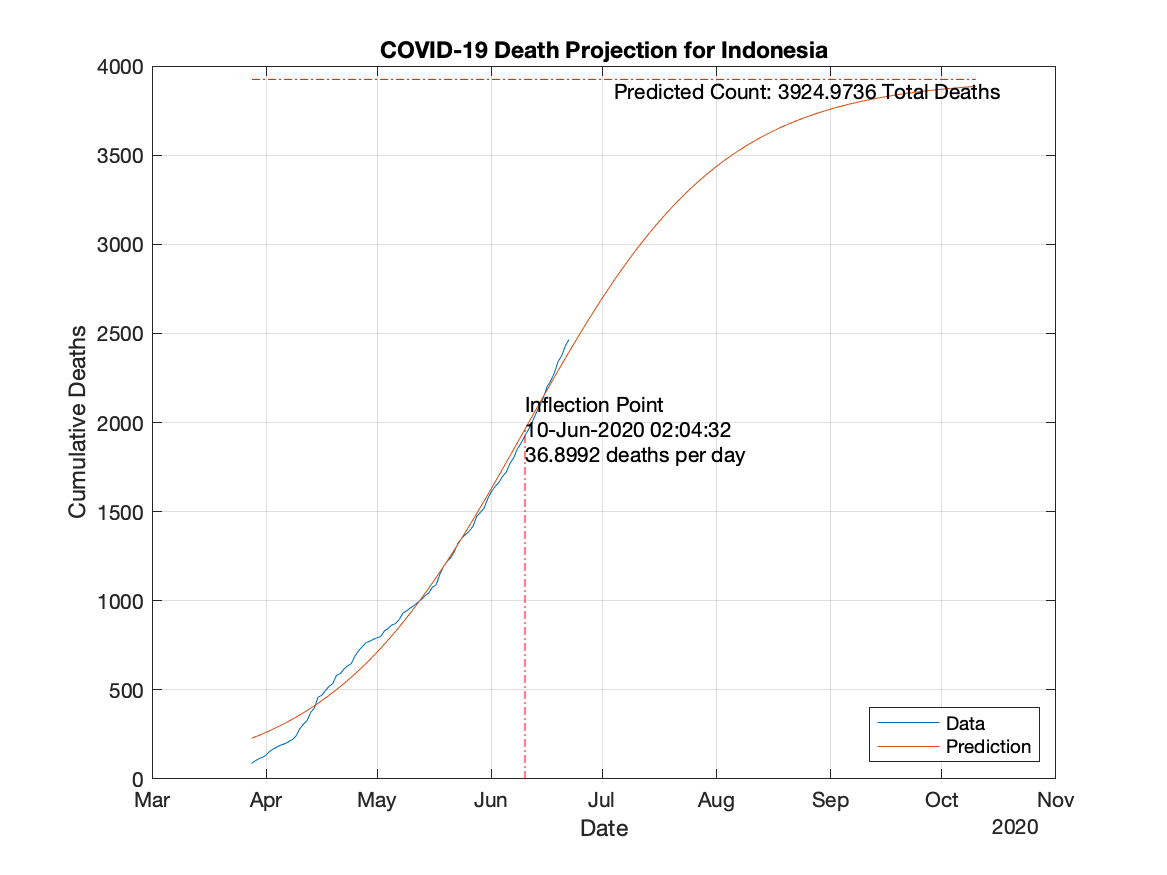 COVID-19 Death Projection for Indonesia
4000
Predicted Count: 3924.9736 Total Deaths
3500
3000
2500
Inflection Point
2000
10-Jun-2020 02:04:32
36.8992 deaths per day
Cumulative Deaths
1500
1000
500
Data
Prediction
0
Mar Apr May Jun Jul Aug Sep Oct Nov
Date
2020